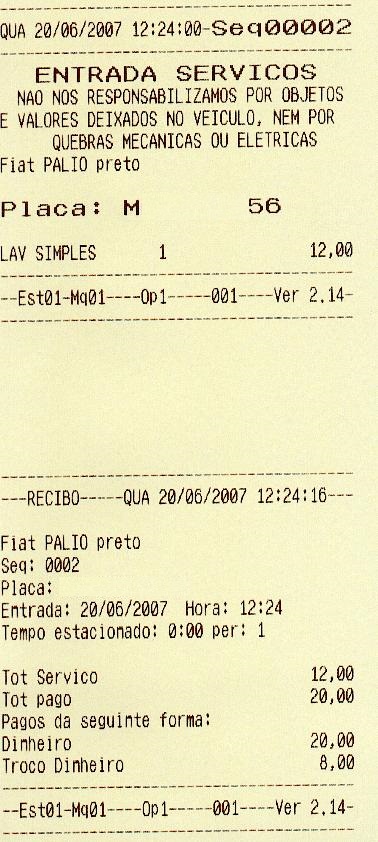 QUA 20/06/2007 12:24:00-Seq00002
ENTRADA SERVICOS
NAO NOS RESPONSABILIZAMOS POR OBJETOS
E VALORES DEIXADOS NO VEICULO, NEM POR
QUEBRAS MECANICAS OU ELETRICAS
Fiat PALIO preto
Placa: M 56
LAV SIMPLES 1 12,00
--Est01-Mq01----Op1-----001----Ver 2.14-
---RECIBO-----QUA 20/06/2007 12:24:16---
Fiat PALIO preto
Seq: 0002
Placa:
Entrada: 20/06/2007 Hora: 12:24
Tempo estacionado: 0:00 per: 1
Tot Servico 12,00
Tot pago 20,00
Pagos da seguinte forma:
Dinheiro 20,00
Troco Dinheiro 8,00
--Est01-Mq01----Op1-----001----Ver 2.14-